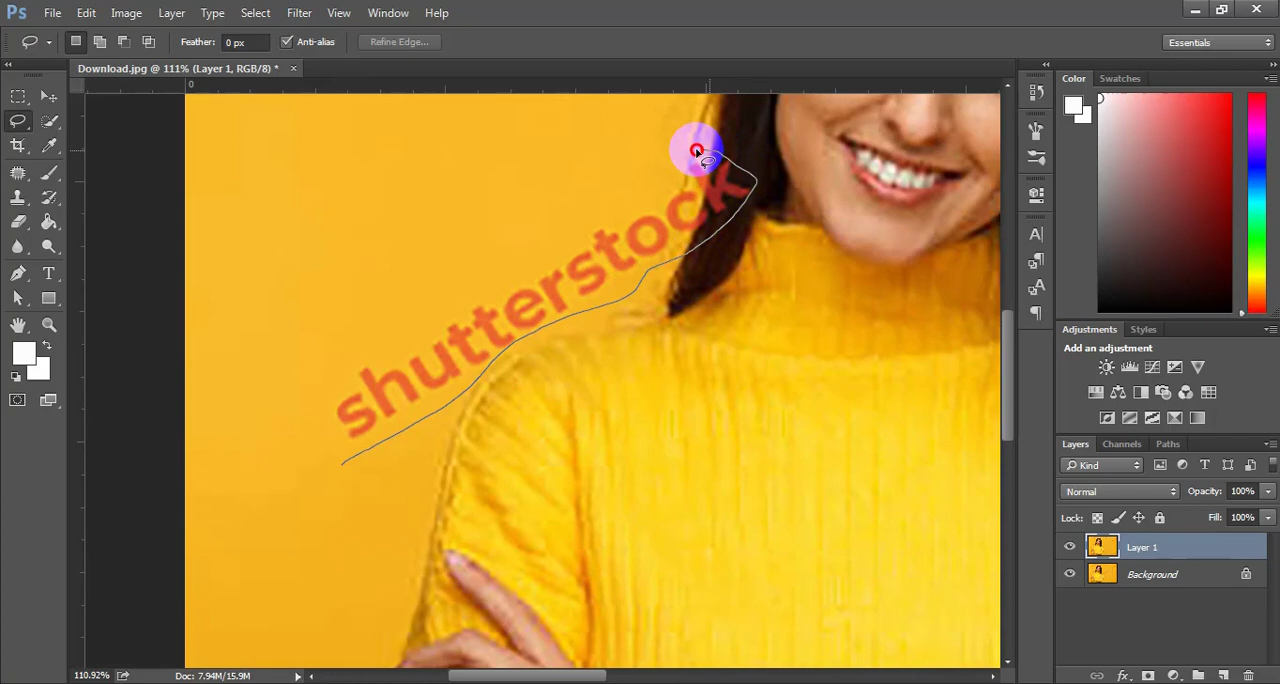 Ps File Edit Image Layer Type Select Filter View Window Help
Feather: 0 px Anti-alias Refine Edge... Essentials
Download.jpg @ 111% (Layer 1, RGB/8) * ×
0
Color Swatches
shutterstock
Adjustments Styles
Add an adjustment
Layers Channels Paths
Kind
Normal Opacity: 100%
Lock: Fill: 100%
Layer 1
Background
110.92% Doc: 7.94M/15.9M